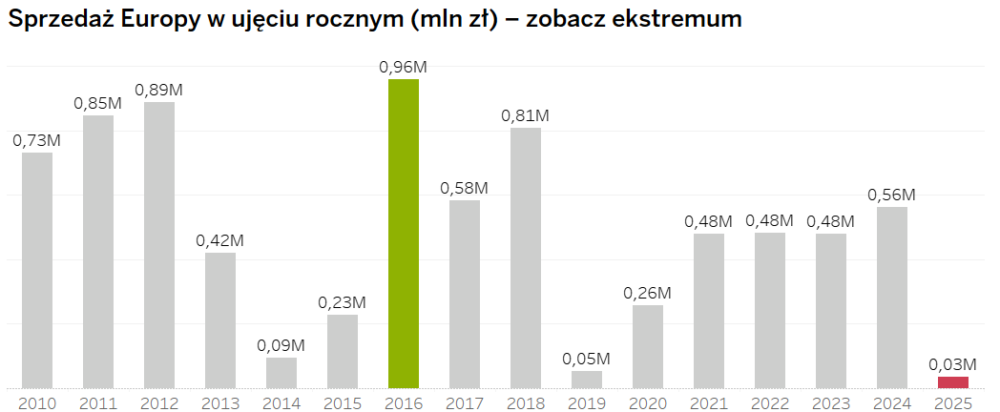 Sprzedaż Europy w ujęciu rocznym (mln zł) – zobacz ekstremum
0,73M
0,85M
0,89M
0,42M
0,09M
0,23M
0,96M
0,58M
0,81M
0,05M
0,26M
0,48M
0,48M
0,48M
0,56M
0,03M
2010 2011 2012 2013 2014 2015 2016 2017 2018 2019 2020 2021 2022 2023 2024 2025